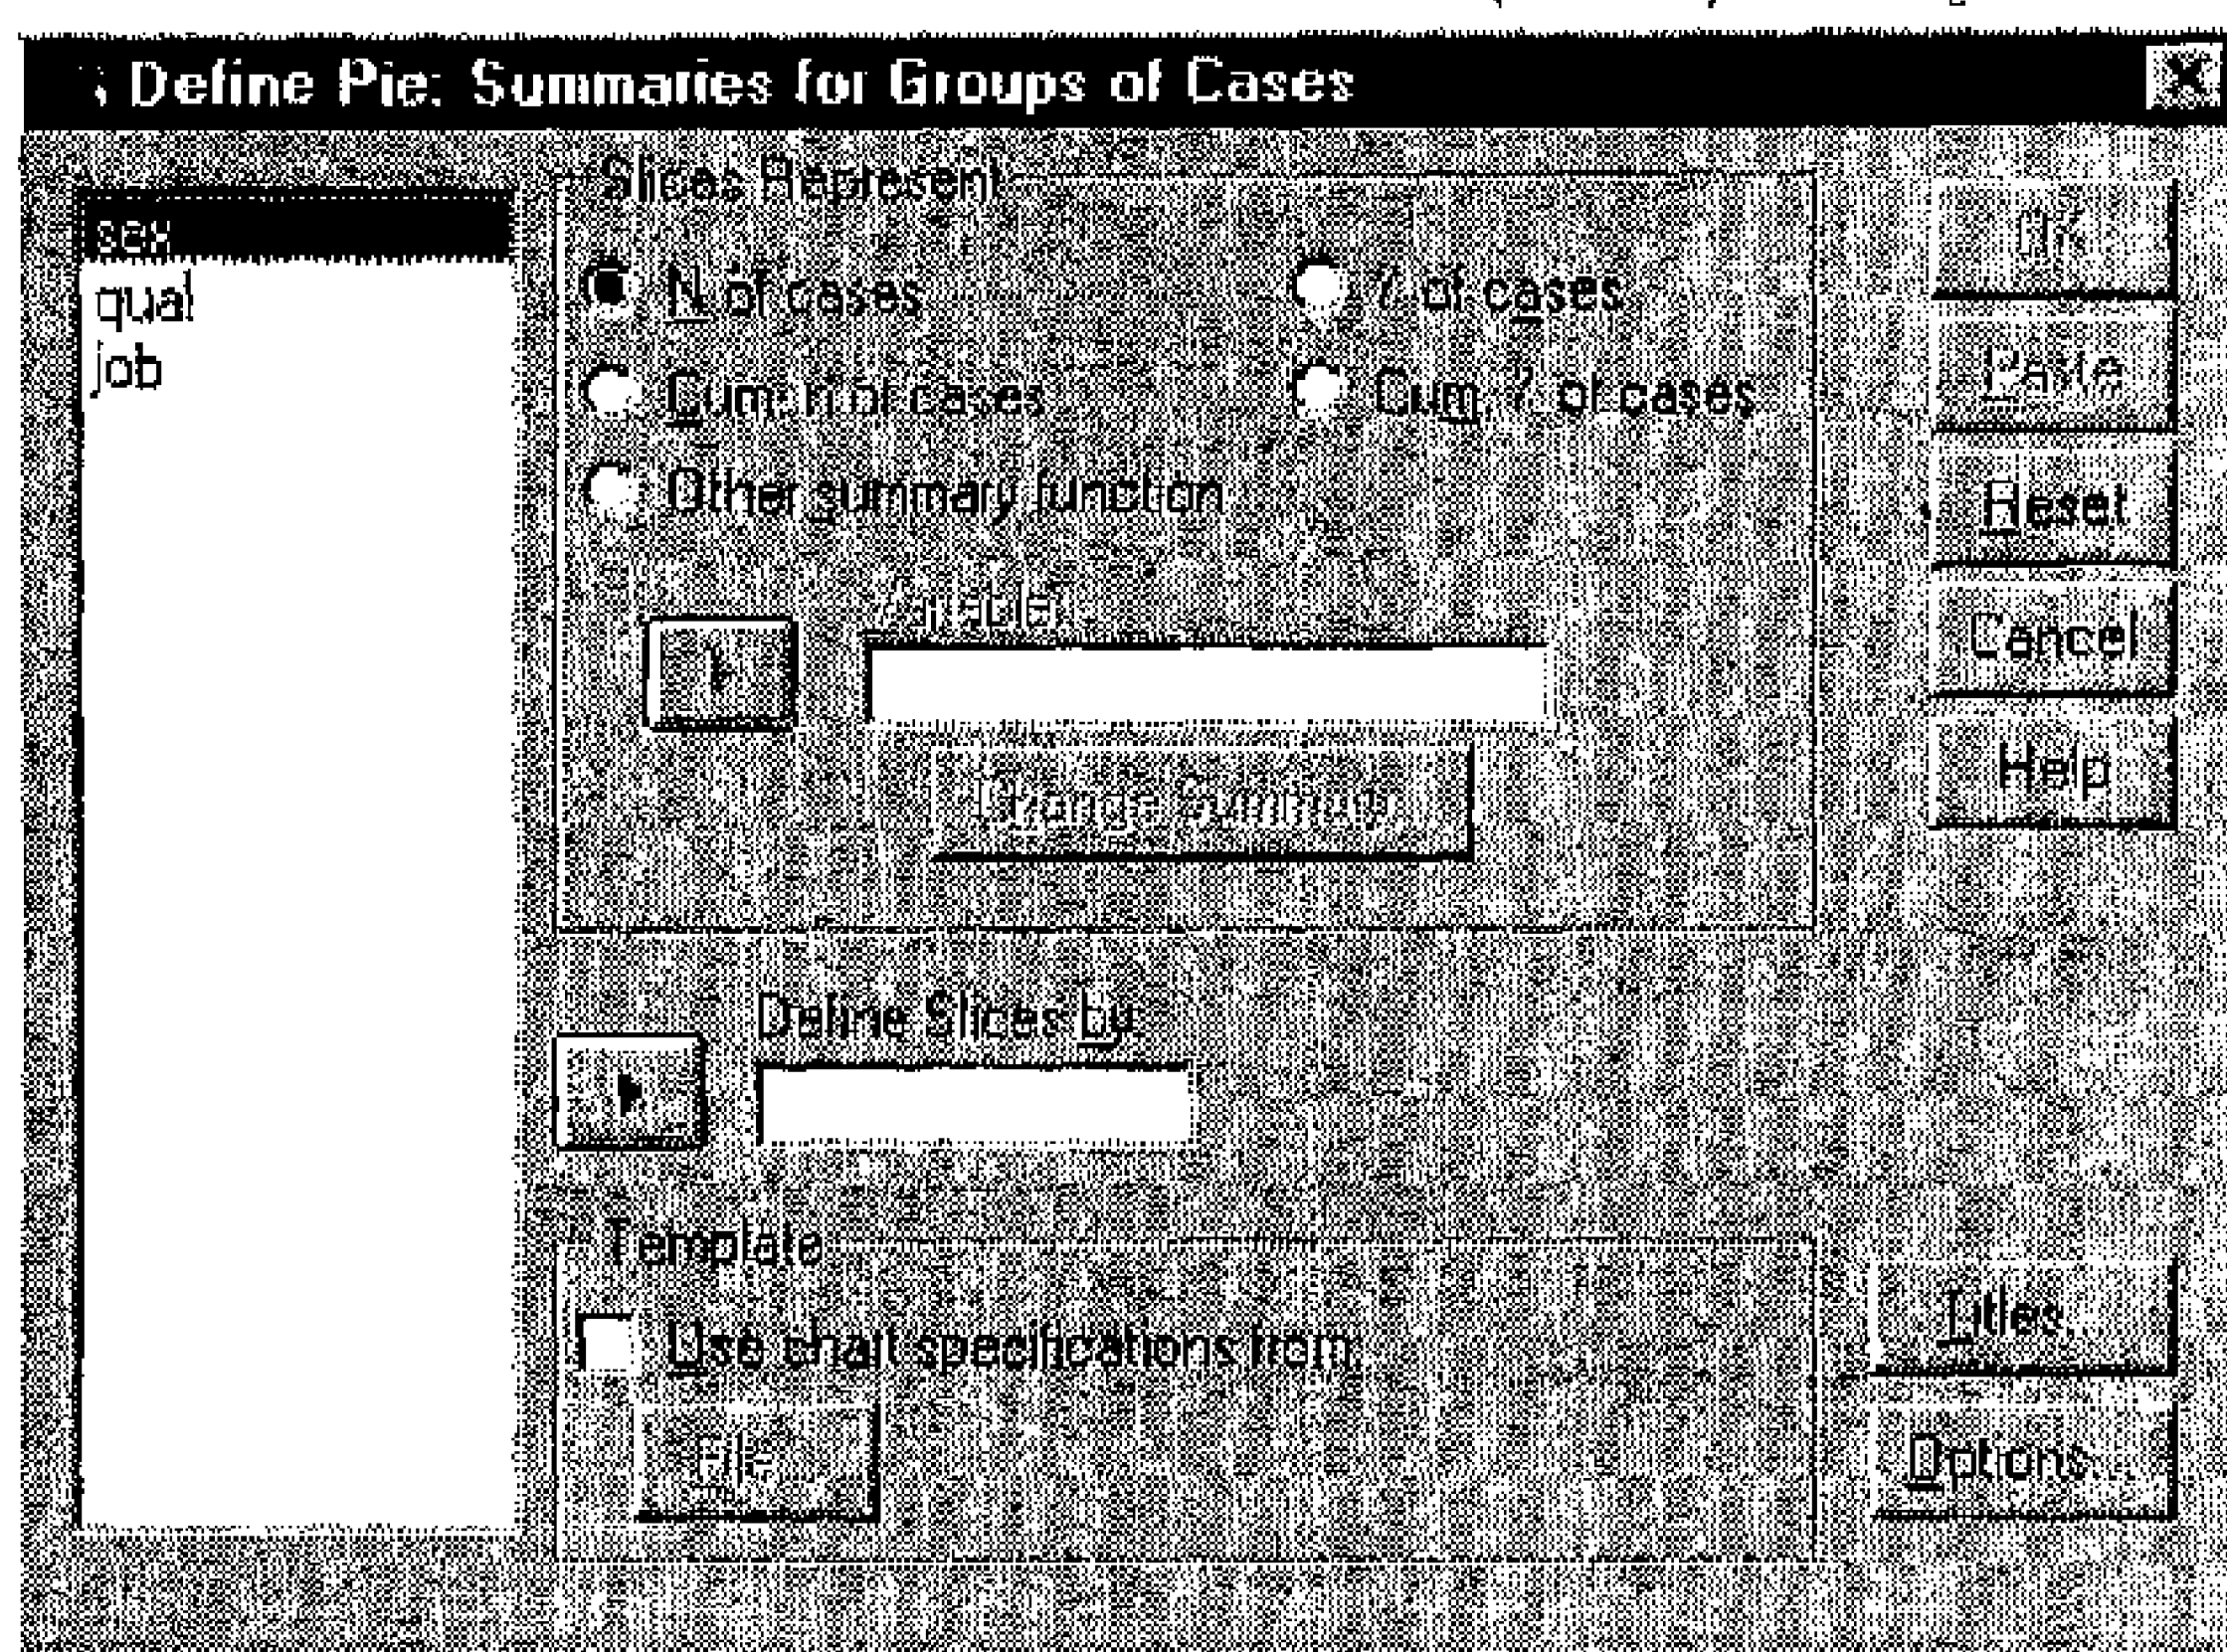 Define Pie: Summaries for Groups of Cases
Slices Represent
sex
qual
job
N of cases
% of cases
Cum. n of cases
Cum. % of cases
Other summary function
Variable:
Change Summary
Define Slices by:
Template
Use chart specifications from:
File...
OK
Paste
Reset
Cancel
Help
Titles...
Options...